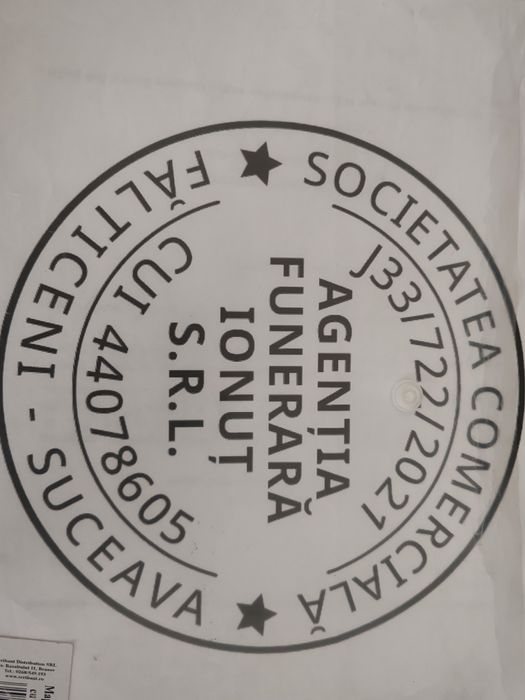 SOCIETATEA COMERCIALĂ
J33/722/2021
AGENȚIA
FUNERARĂ
IONUȚ
S.R.L.
CUI 44078605
FĂLTICENI - SUCEAVA